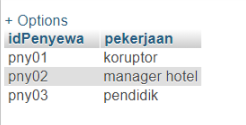 + Options
idPenyewa pekerjaan
pny01 koruptor
pny02 manager hotel
pny03 pendidik